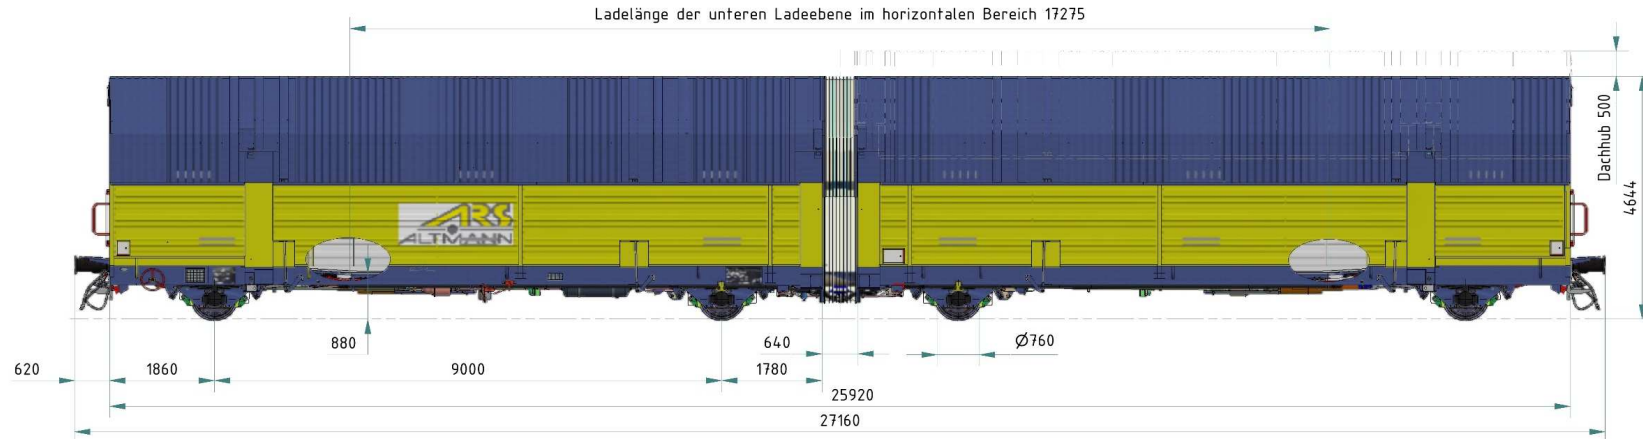 Ladelänge der unteren Ladeebene im horizontalen Bereich 17275
Dachhub 500
4644
ARS
ALTMANN
880
640
Ø760
620
1860
9000
1780
25920
27160